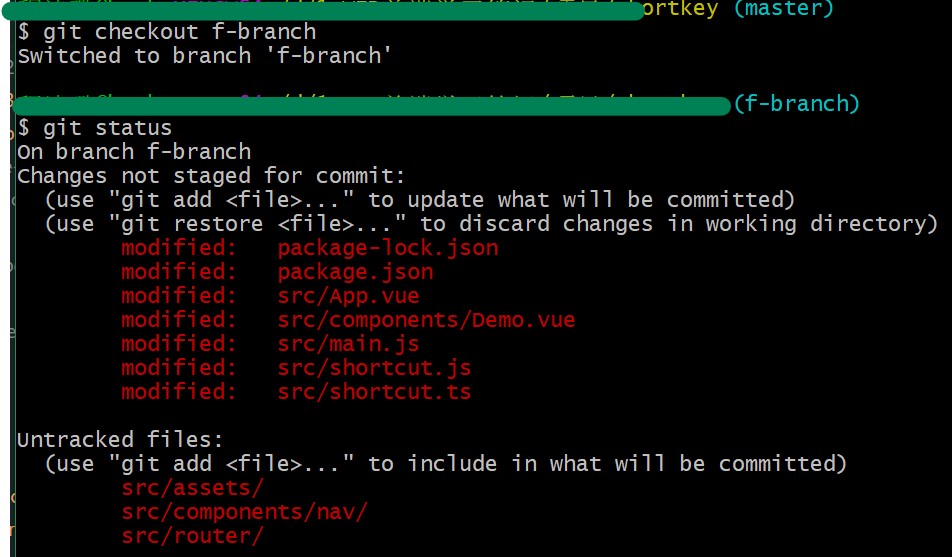 ortkey (master)
$ git checkout f-branch
Switched to branch 'f-branch'
(f-branch)
$ git status
On branch f-branch
Changes not staged for commit:
  (use "git add <file>..." to update what will be committed)
  (use "git restore <file>..." to discard changes in working directory)
        modified:   package-lock.json
        modified:   package.json
        modified:   src/App.vue
        modified:   src/components/Demo.vue
        modified:   src/main.js
        modified:   src/shortcut.js
        modified:   src/shortcut.ts
Untracked files:
  (use "git add <file>..." to include in what will be committed)
        src/assets/
        src/components/nav/
        src/router/